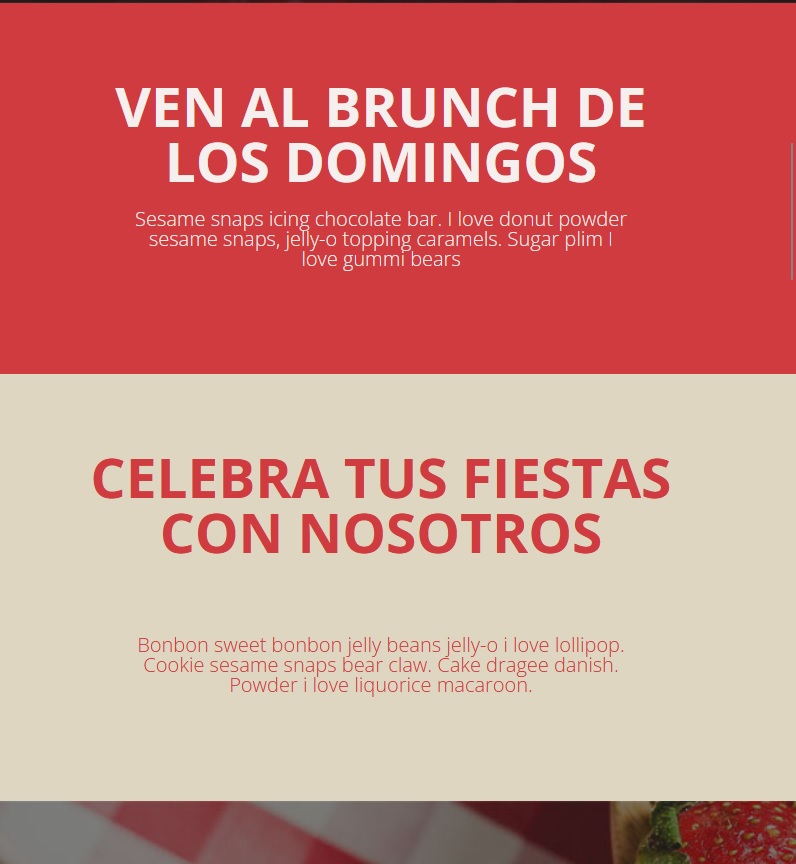 VEN AL BRUNCH DE
LOS DOMINGOS
Sesame snaps icing chocolate bar. I love donut powder
sesame snaps, jelly-o topping caramels. Sugar plim I
love gummi bears
CELEBRA TUS FIESTAS
CON NOSOTROS
Bonbon sweet bonbon jelly beans jelly-o i love lollipop.
Cookie sesame snaps bear claw. Cake dragee danish.
Powder i love liquorice macaroon.